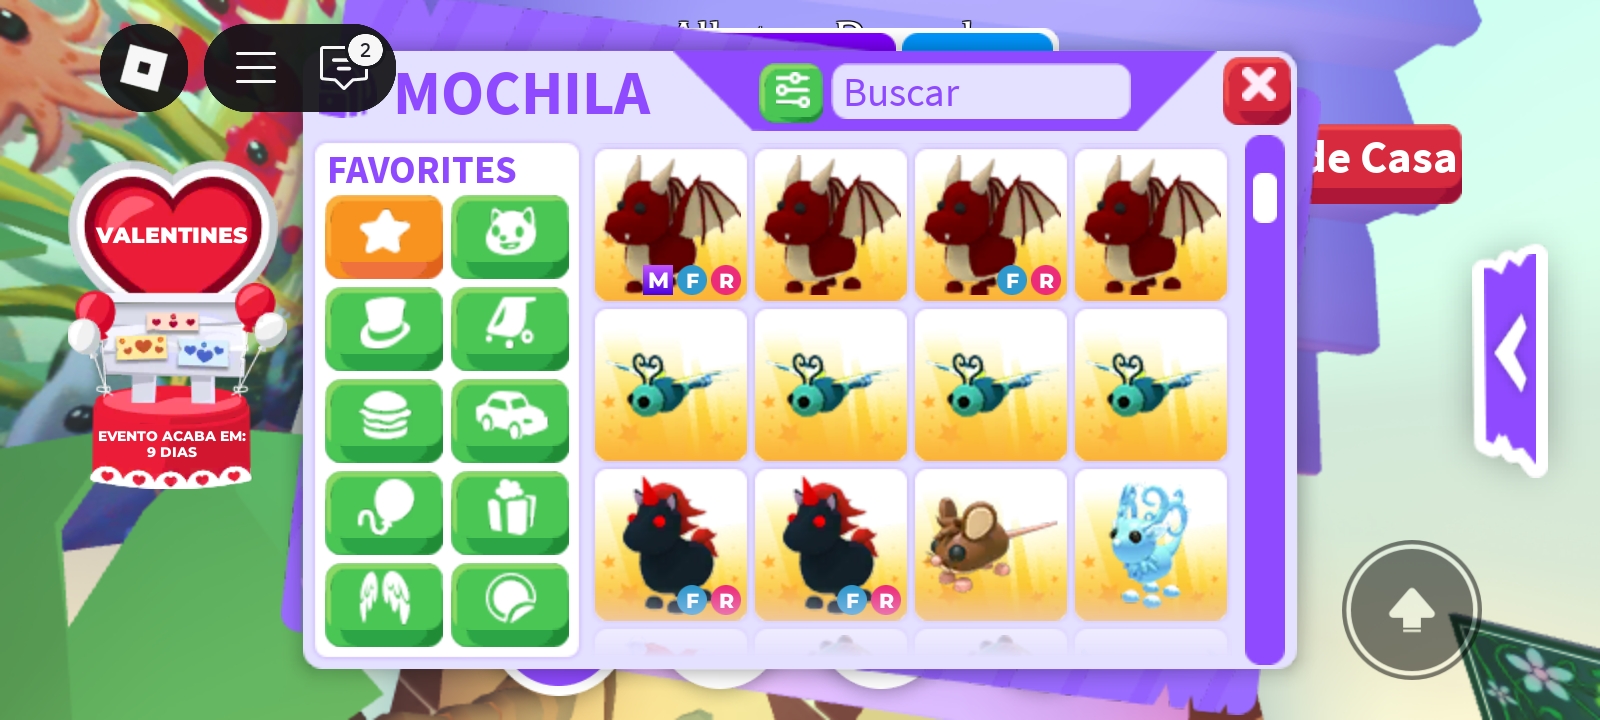 2
MOCHILA
Buscar
FAVORITES
de Casa
VALENTINES
EVENTO ACABA EM:
9 DIAS
M F R
F R
F R
F R